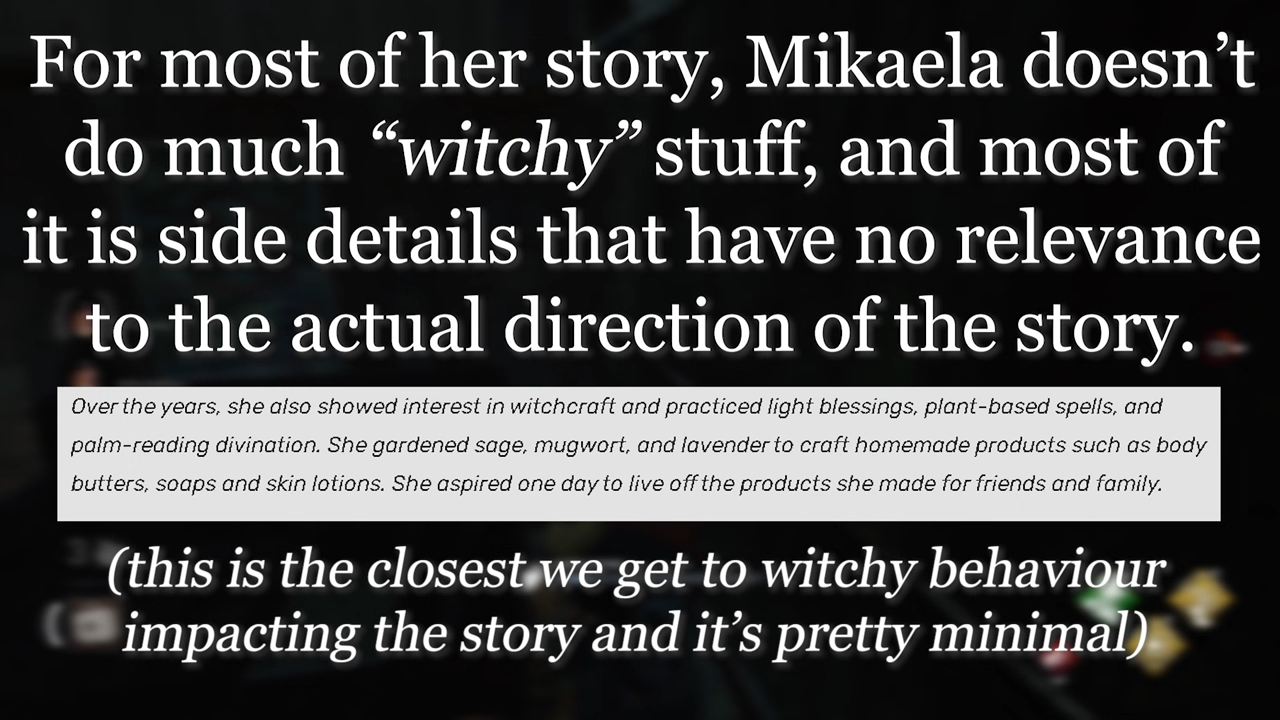 For most of her story, Mikaela doesn’t
do much “witchy” stuff, and most of
it is side details that have no relevance
to the actual direction of the story.
Over the years, she also showed interest in witchcraft and practiced light blessings, plant-based spells, and
palm-reading divination. She gardened sage, mugwort, and lavender to craft homemade products such as body
butters, soaps and skin lotions. She aspired one day to live off the products she made for friends and family.
(this is the closest we get to witchy behaviour
impacting the story and it’s pretty minimal)